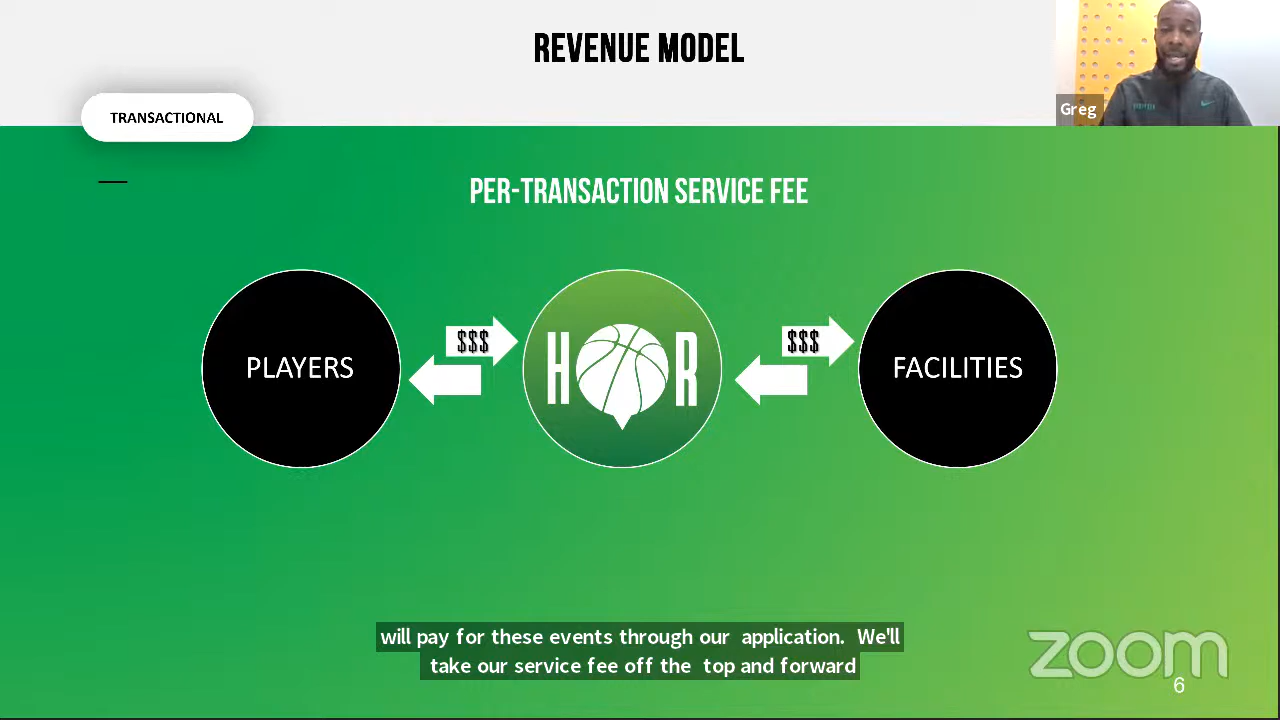 REVENUE MODEL
Greg
TRANSACTIONAL
PER-TRANSACTION SERVICE FEE
$$$
$$$
PLAYERS
H R
FACILITIES
will pay for these events through our application. We'll
take our service fee off the top and forward
zoom
6